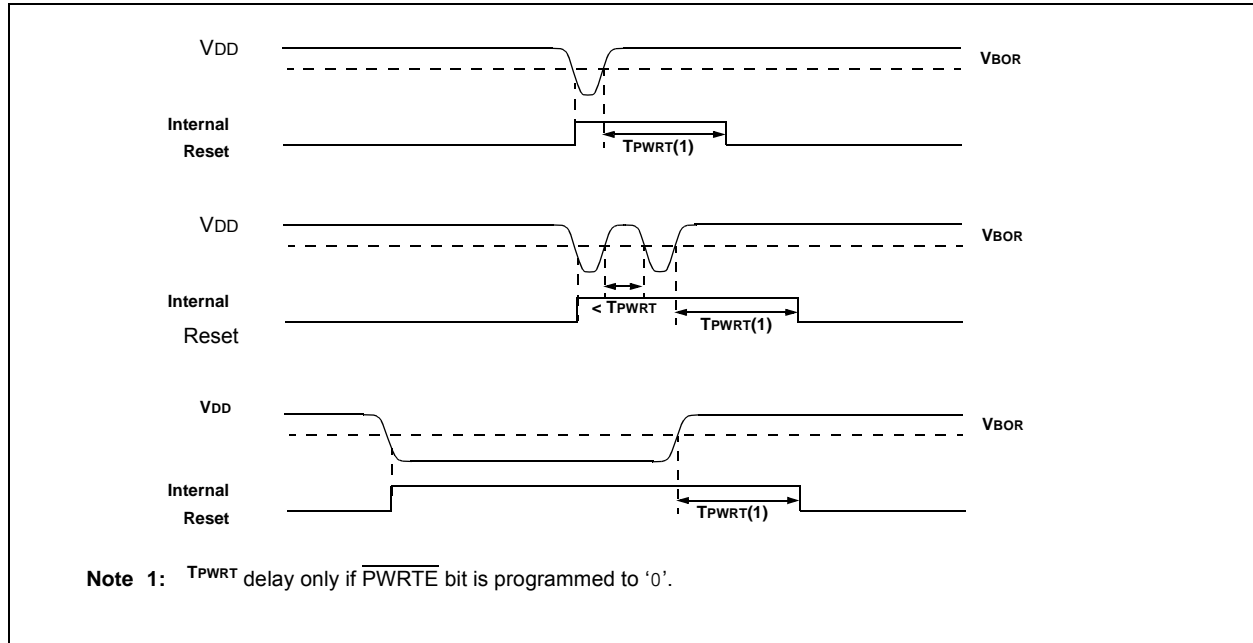 VDD
VBOR
Internal
Reset
TPWRT(1)
VDD
VBOR
Internal
Reset
< TPWRT
TPWRT(1)
VDD
VBOR
Internal
Reset
TPWRT(1)
Note 1: TPWRT delay only if PWRTE bit is programmed to ‘0’.